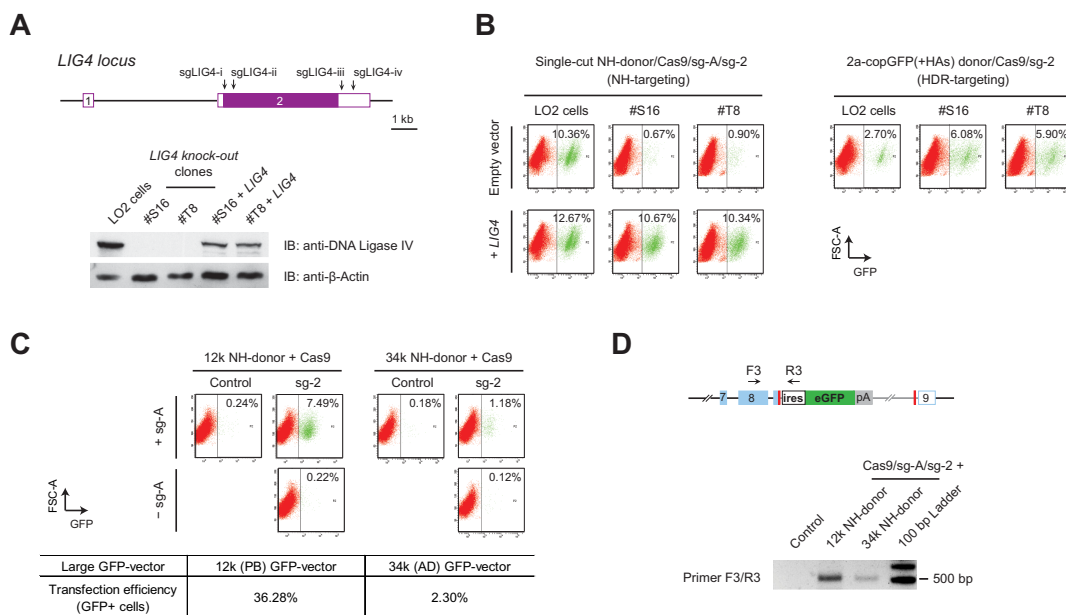 A
LIG4 locus
sgLIG4-i
sgLIG4-ii
sgLIG4-iii
sgLIG4-iv
1
2
1 kb
LIG4 knock-out
clones
LO2 cells
#S16
#T8
#S16 + LIG4
#T8 + LIG4
IB: anti-DNA Ligase IV
IB: anti-β-Actin
B
Single-cut NH-donor/Cas9/sg-A/sg-2
(NH-targeting)
LO2 cells
#S16
#T8
Empty vector
10.36%
0.67%
0.90%
+ LIG4
12.67%
10.67%
10.34%
2a-copGFP(+HAs) donor/Cas9/sg-2
(HDR-targeting)
LO2 cells
#S16
#T8
2.70%
6.08%
5.90%
FSC-A
GFP
C
12k NH-donor + Cas9
34k NH-donor + Cas9
Control
sg-2
Control
sg-2
+ sg-A
0.24%
7.49%
0.18%
1.18%
− sg-A
0.22%
0.12%
FSC-A
GFP
Large GFP-vector
12k (PB) GFP-vector
34k (AD) GFP-vector
Transfection efficiency
(GFP+ cells)
36.28%
2.30%
D
F3
R3
7
8
ires
eGFP
pA
9
Cas9/sg-A/sg-2 +
Control
12k NH-donor
34k NH-donor
100 bp Ladder
Primer F3/R3
500 bp